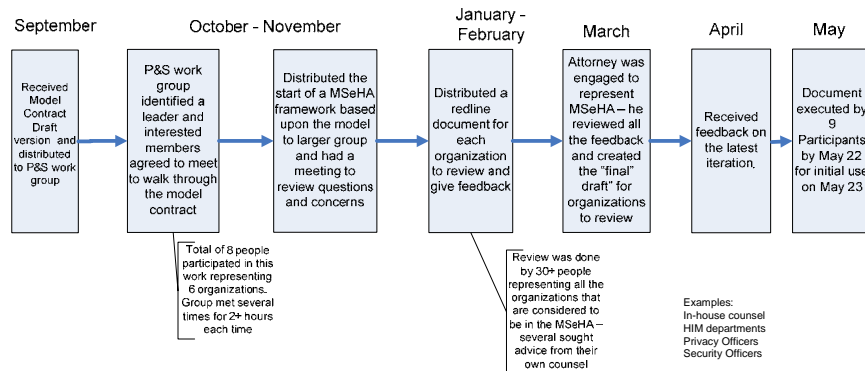 September
October - November
January -
February
March
April
May
Received
Model
Contract
Draft
version and
distributed
to P&S work
group
P&S work
group
identified a
leader and
interested
members
agreed to meet
to walk through
the model
contract
Distributed the
start of a MSeHA
framework based
upon the model
to larger group
and had a
meeting to
review questions
and concerns
Distributed a
redline
document for
each
organization
to review and
give feedback
Attorney was
engaged to
represent
MSeHA – he
reviewed all
the feedback
and created
the "final"
draft" for
organizations
to review
Received
feedback on
the latest
iteration.
Document
executed by
9
Participants
by May 22
for initial use
on May 23
Total of 8 people
participated in this
work representing
6 organizations.
Group met several
times for 2+ hours
each time
Review was done
by 30+ people
representing all the
organizations that
are considered to
be in the MSeHA –
several sought
advice from their
own counsel
Examples:
In-house counsel
HIM departments
Privacy Officers
Security Officers